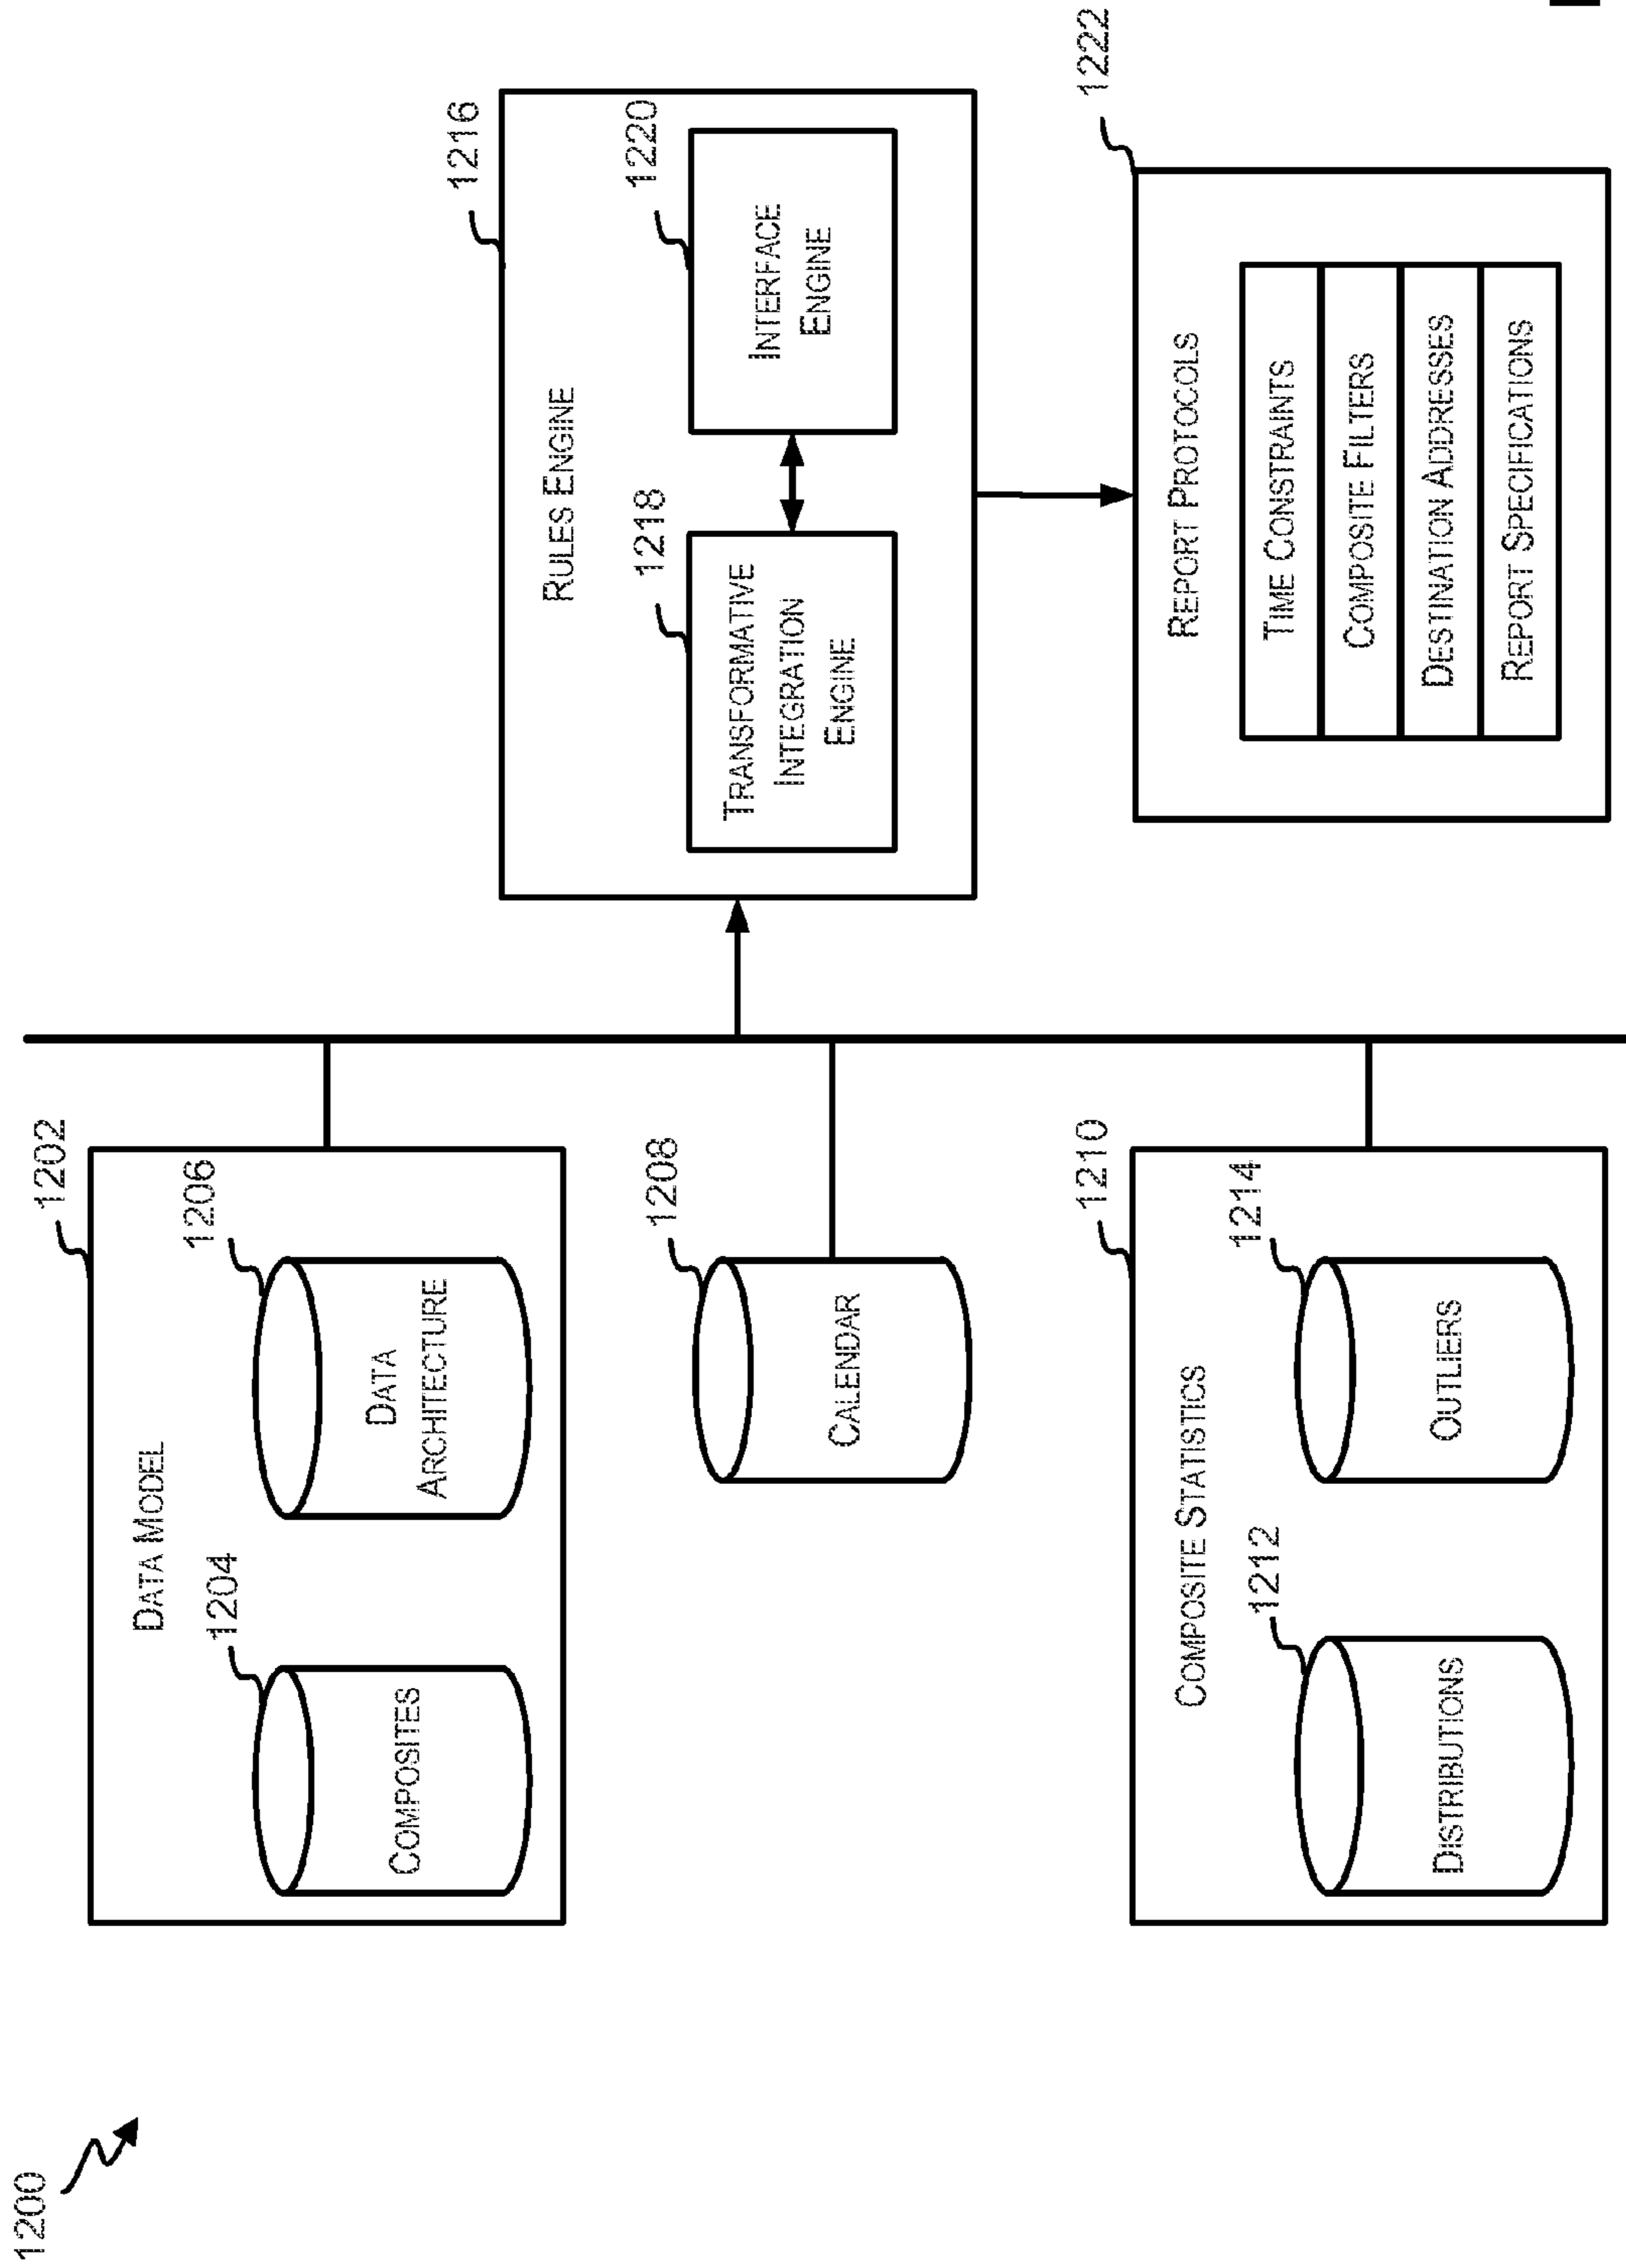 1200
1202
DATA MODEL
1204
1206
COMPOSITES
DATA
ARCHITECTURE
1208
CALENDAR
1210
COMPOSITE STATISTICS
1212
1214
DISTRIBUTIONS
OUTLIERS
1216
RULES ENGINE
1218
1220
TRANSFORMATIVE
INTEGRATION
ENGINE
INTERFACE
ENGINE
1222
REPORT PROTOCOLS
TIME CONSTRAINTS
COMPOSITE FILTERS
DESTINATION ADDRESSES
REPORT SPECIFICATIONS